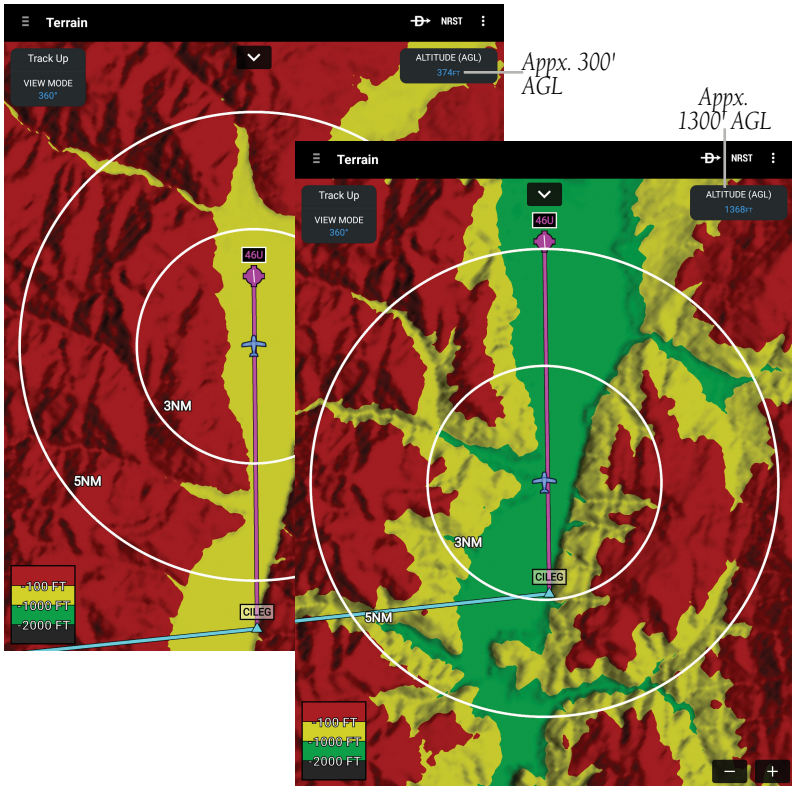 Terrain
D NRST
Track Up
VIEW MODE
360°
ALTITUDE (AGL)
374FT
Appx. 300'
AGL
46U
3NM
5NM
-100 FT
-1000 FT
-2000 FT
CILEG
Appx.
1300' AGL
Terrain
D NRST
Track Up
VIEW MODE
360°
ALTITUDE (AGL)
1368FT
46U
3NM
CILEG
5NM
-100 FT
-1000 FT
-2000 FT